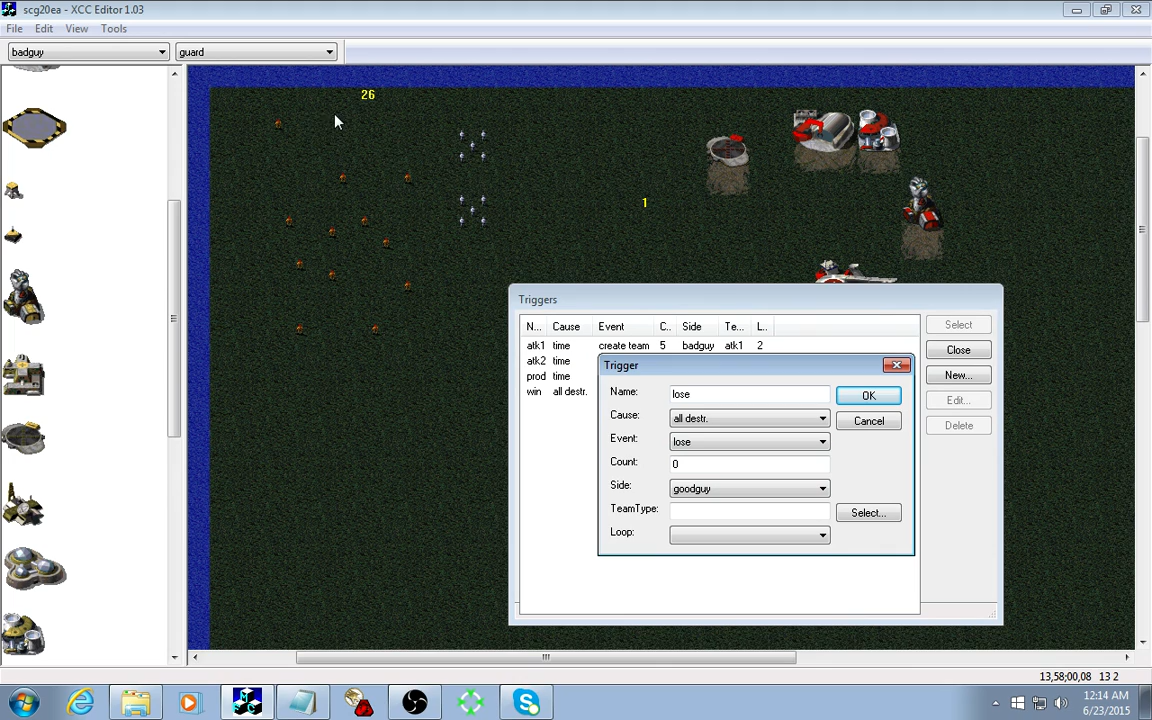 scg20ea - XCC Editor 1.03
File Edit View Tools
badguy guard
26
1
Triggers
N... Cause Event C.. Side Te... L..
atk1 time create team 5 badguy atk1 2
atk2 time
prod time
win all destr.
Select
Close
New...
Edit...
Delete
Trigger
Name: lose OK
Cause: all destr. Cancel
Event: lose
Count: 0
Side: goodguy
TeamType: Select...
Loop:
13,58;00,08 13 2
12:14 AM
6/23/2015